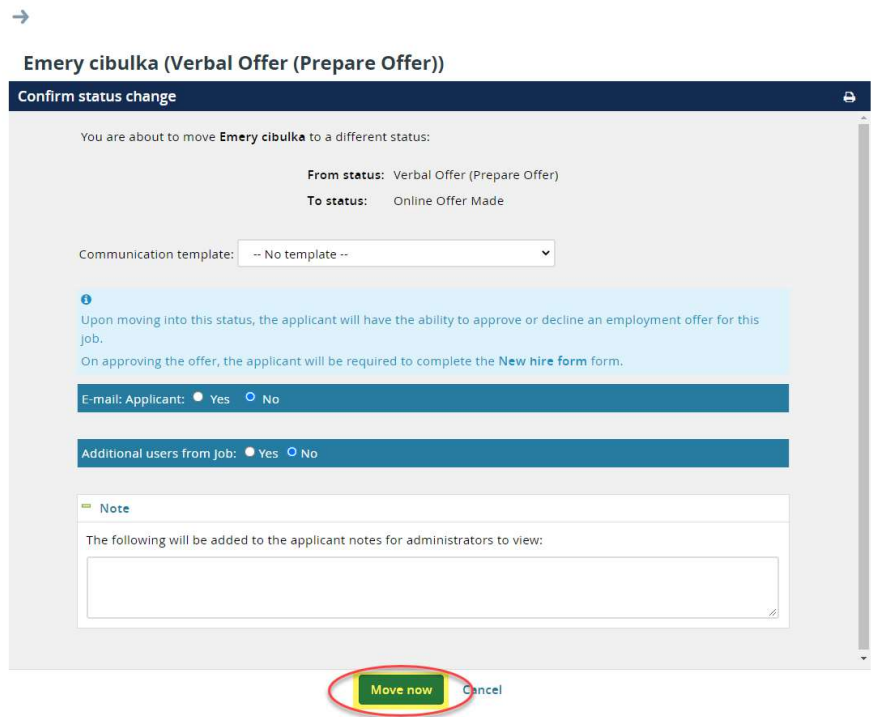 Emery cibulka (Verbal Offer (Prepare Offer))
Confirm status change
You are about to move Emery cibulka to a different status:
From status: Verbal Offer (Prepare Offer)
To status: Online Offer Made
Communication template: -- No template --
Upon moving into this status, the applicant will have the ability to approve or decline an employment offer for this
job.
On approving the offer, the applicant will be required to complete the New hire form form.
E-mail: Applicant: Yes No
Additional users from Job: Yes No
Note
The following will be added to the applicant notes for administrators to view:
Move now Cancel